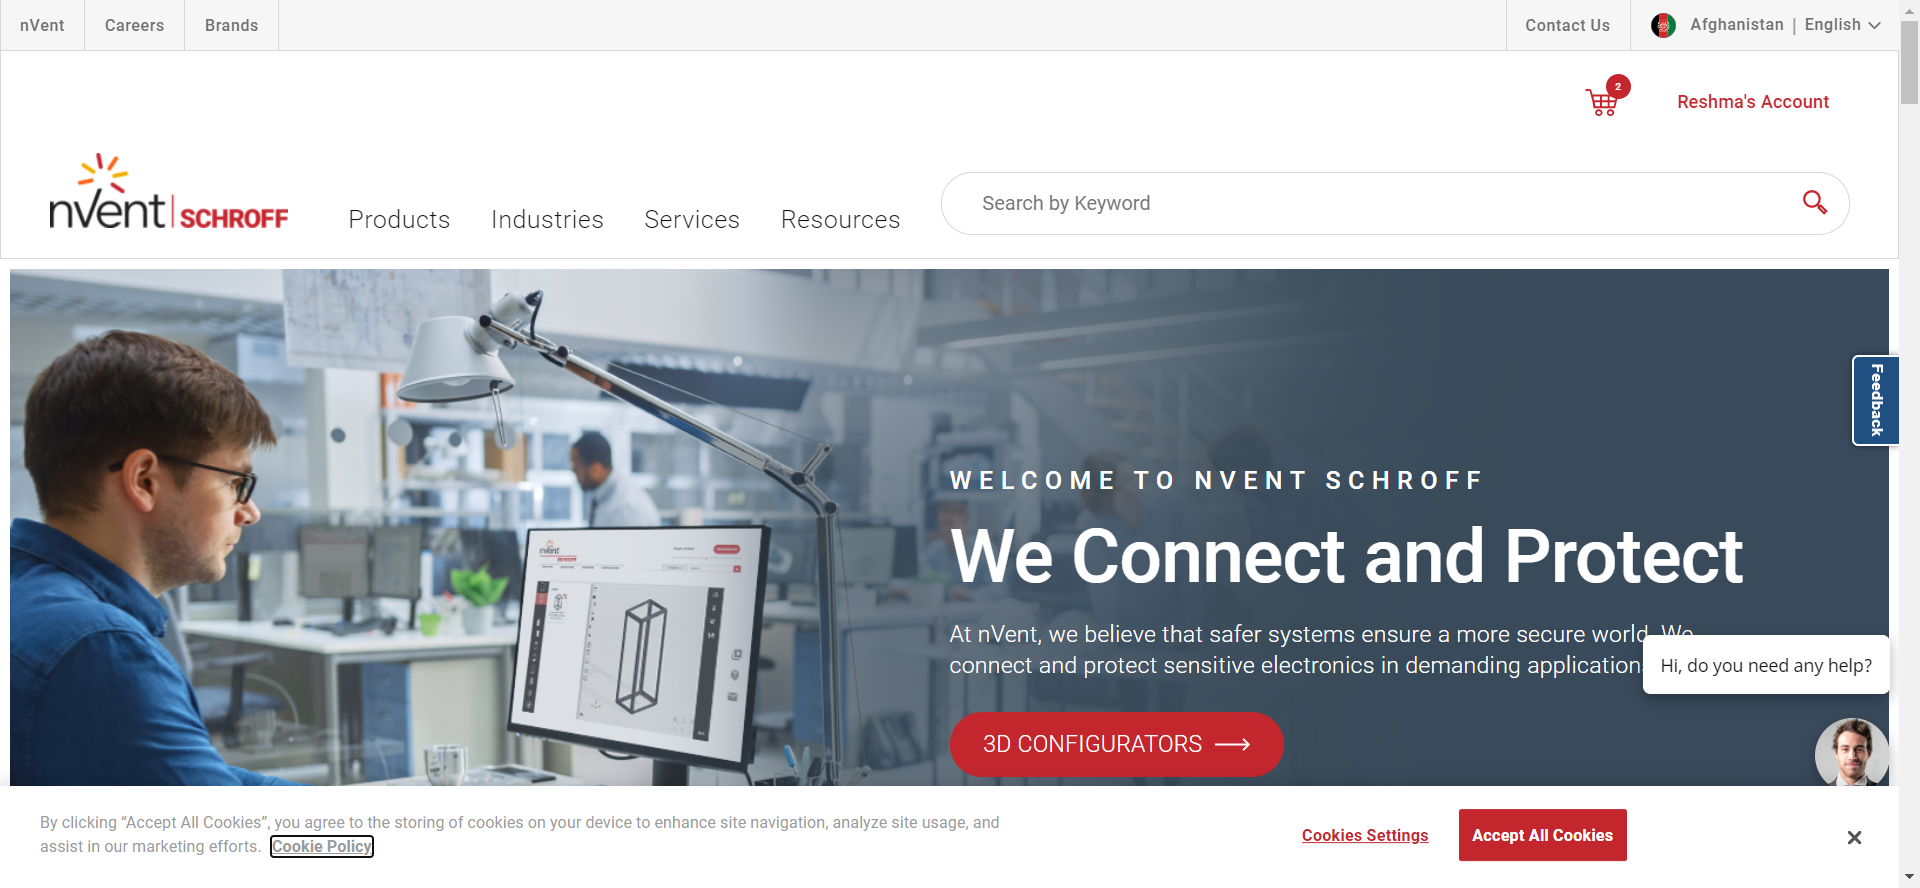 nVent
Careers
Brands
Contact Us
Afghanistan | English
2
Reshma's Account
nVent SCHROFF
Products
Industries
Services
Resources
Search by Keyword
Feedback
WELCOME TO NVENT SCHROFF
We Connect and Protect
At nVent, we believe that safer systems ensure a more secure world. We
connect and protect sensitive electronics in demanding applications
Hi, do you need any help?
3D CONFIGURATORS
By clicking “Accept All Cookies”, you agree to the storing of cookies on your device to enhance site navigation, analyze site usage, and
assist in our marketing efforts. Cookie Policy
Cookies Settings
Accept All Cookies